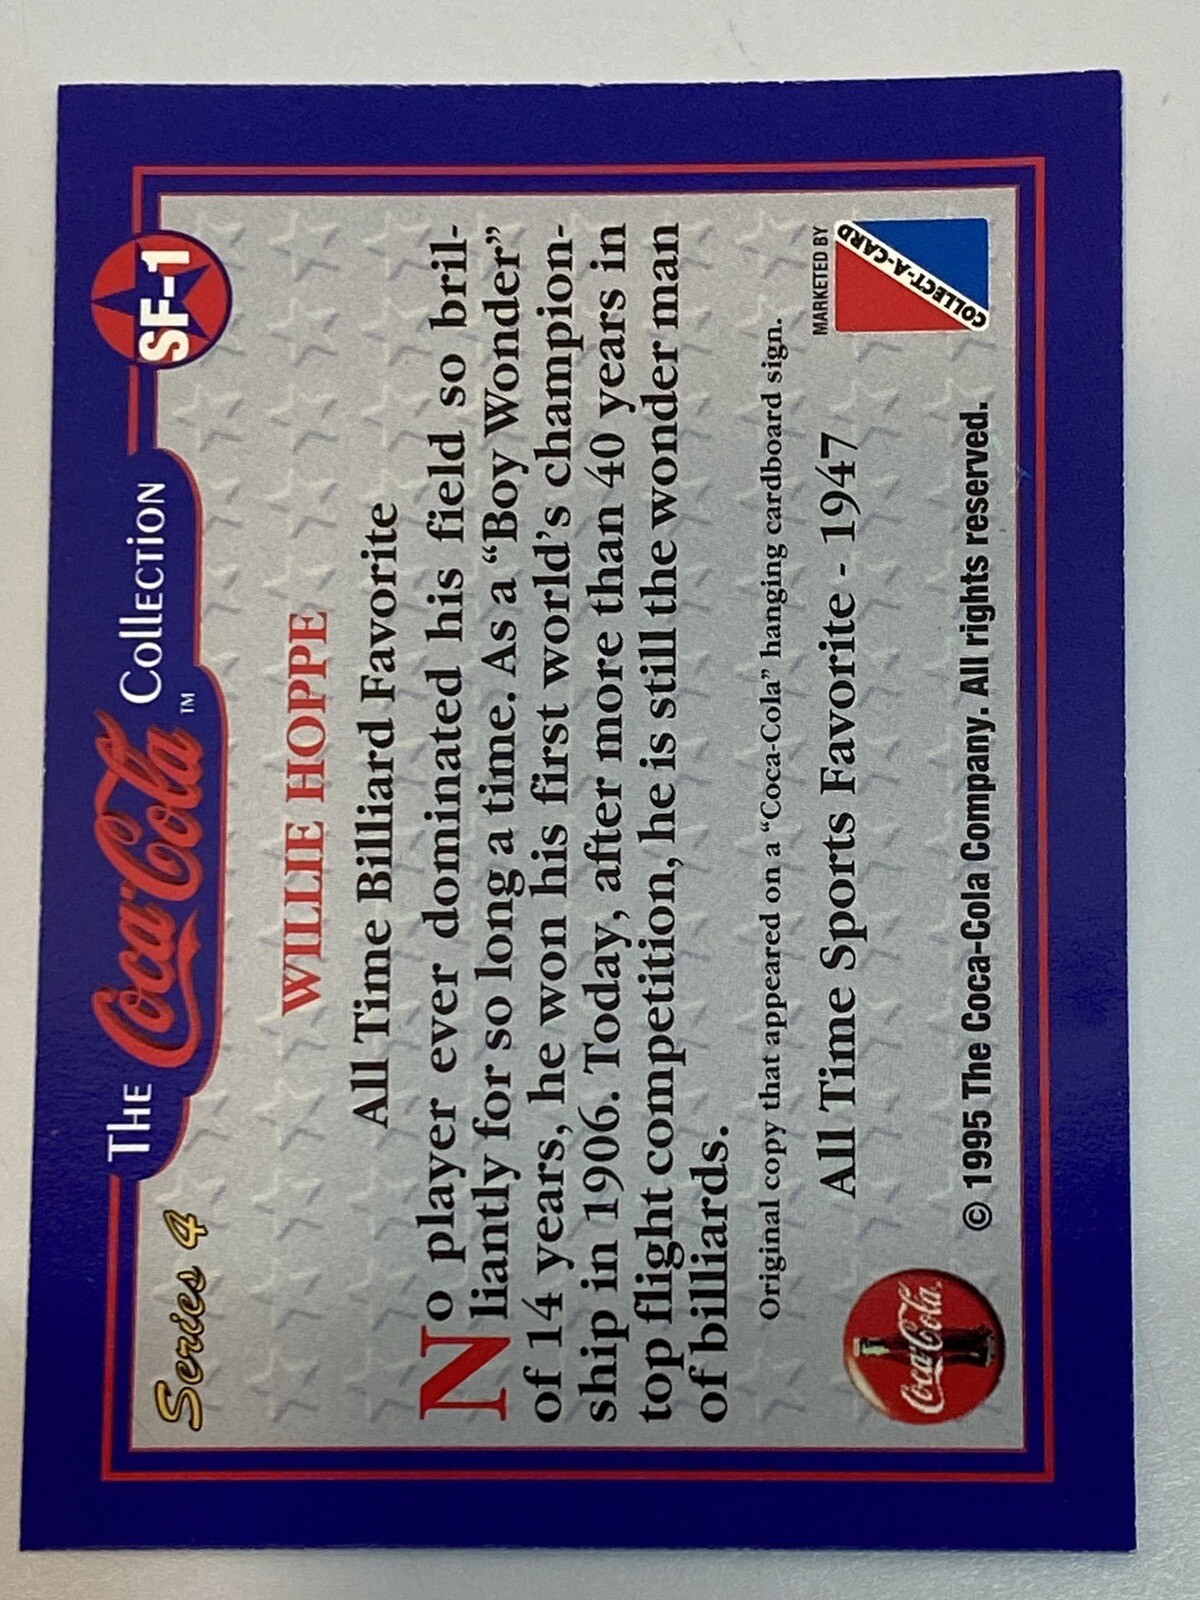 Series 4
THE Coca-Cola™ COLLECTION
SF-1
WILLIE HOPPE
All Time Billiard Favorite
No player ever dominated his field so bril-
liantly for so long a time. As a “Boy Wonder”
of 14 years, he won his first world’s champion-
ship in 1906. Today, after more than 40 years in
top flight competition, he is still the wonder man
of billiards.
Original copy that appeared on a “Coca-Cola” hanging cardboard sign.
All Time Sports Favorite - 1947
MARKETED BY
COLLECT-A-CARD
Coca-Cola
© 1995 The Coca-Cola Company. All rights reserved.